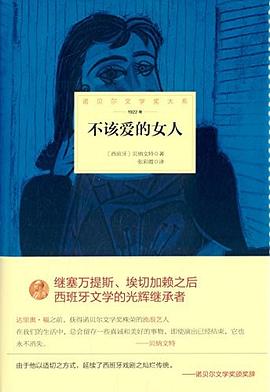 诺贝尔文学奖大系
1922年
不该爱的女人
〔西班牙〕贝纳文特 著
张彩霞 译
继塞万提斯、埃切加赖之后
西班牙文学的光辉继承者
达里奥·福之前,获得诺贝尔文学奖殊荣的戏剧艺人
在我们的生活中,总会留存一些真诚和美好的事物,即使演出已经结束,它也
永不消失。
——贝纳文特
由于他以适切之方式,延续了西班牙戏剧之灿烂传统。
——诺贝尔文学奖颁奖辞